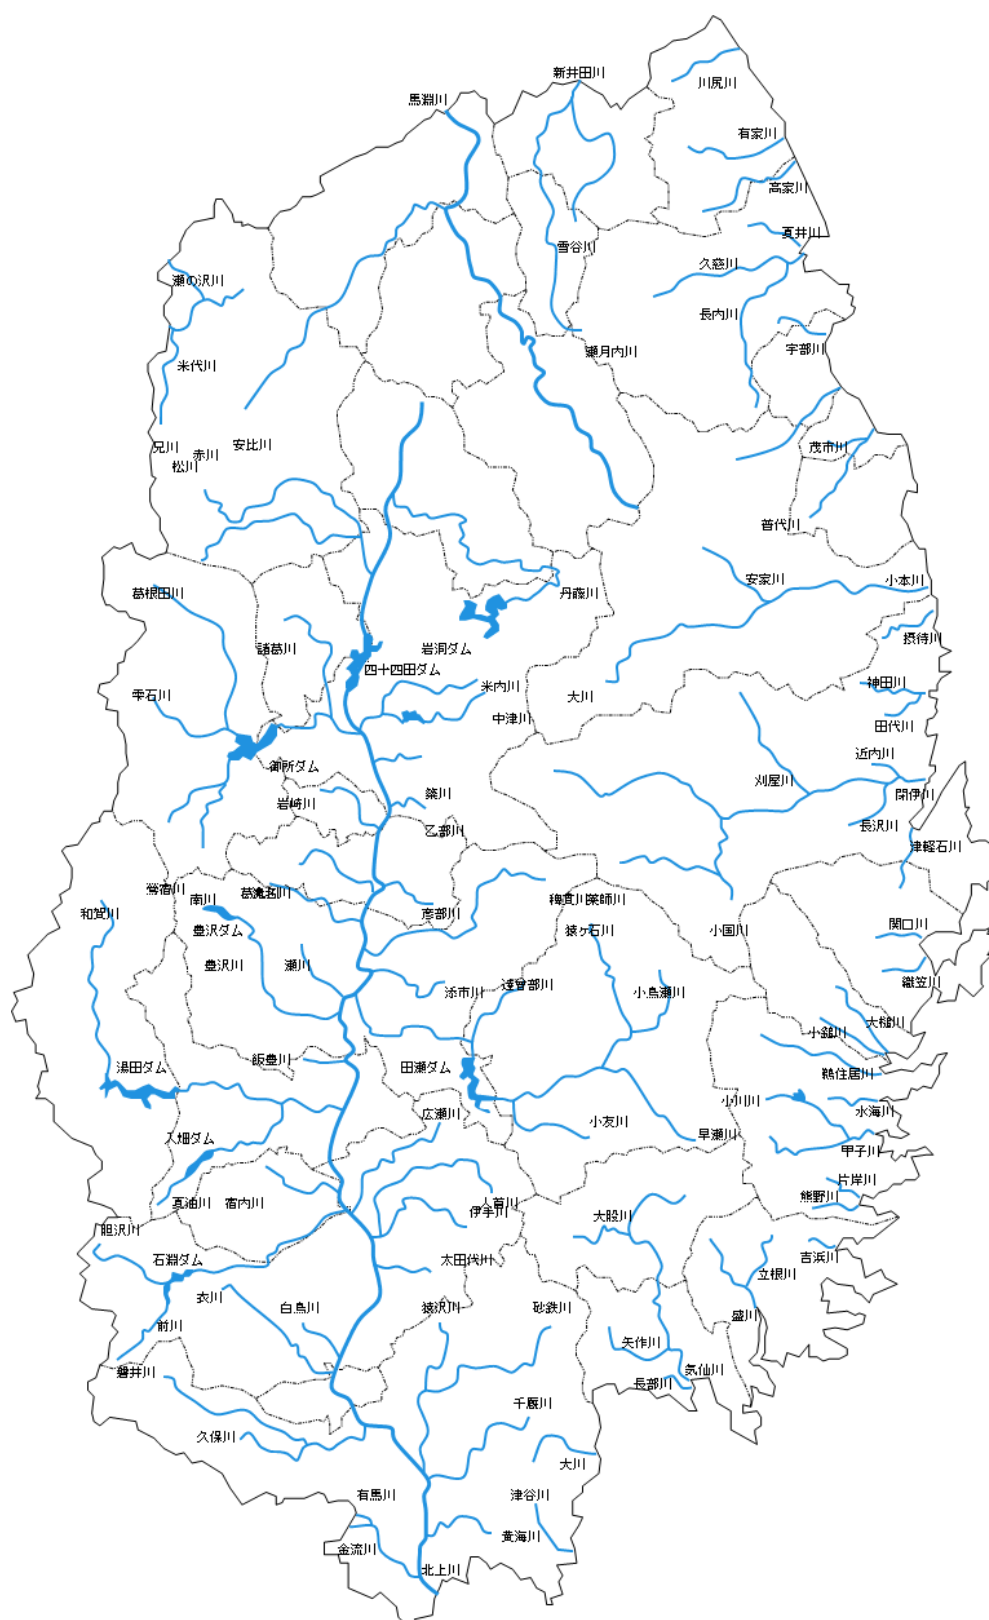 新井田川
川尻川
馬淵川
有家川
高家川
夏井川
雪谷川
久慈川
瀬の沢川
長内川
宇部川
瀬月内川
米代川
安比川
兄川
赤川
松川
茂市川
普代川
安家川
小本川
葛根田川
丹藤川
摂待川
諸葛川
岩洞ダム
四十四田ダム
米内川
神田川
雫石川
大川
中津川
田代川
近内川
御所ダム
刈屋川
閉伊川
岩崎川
簗川
乙部川
長沢川
津軽石川
鶯宿川
南川
和賀川
彦部川
稗貫川
薬師川
関口川
豊沢ダム
猿ヶ石川
小国川
豊沢川
瀬川
織笠川
添市川
達曽部川
小烏瀬川
大槌川
小鎚川
飯豊川
湯田ダム
田瀬ダム
鵜住居川
小川川
水海川
広瀬川
小友川
早瀬川
入畑ダム
甲子川
片岸川
夏油川
宿内川
人首川
熊野川
伊手川
大股川
胆沢川
吉浜川
石淵ダム
太田代川
立根川
衣川
白鳥川
猿沢川
砂鉄川
盛川
前川
矢作川
磐井川
気仙川
長部川
千厩川
久保川
大川
有馬川
津谷川
黄海川
金流川
北上川